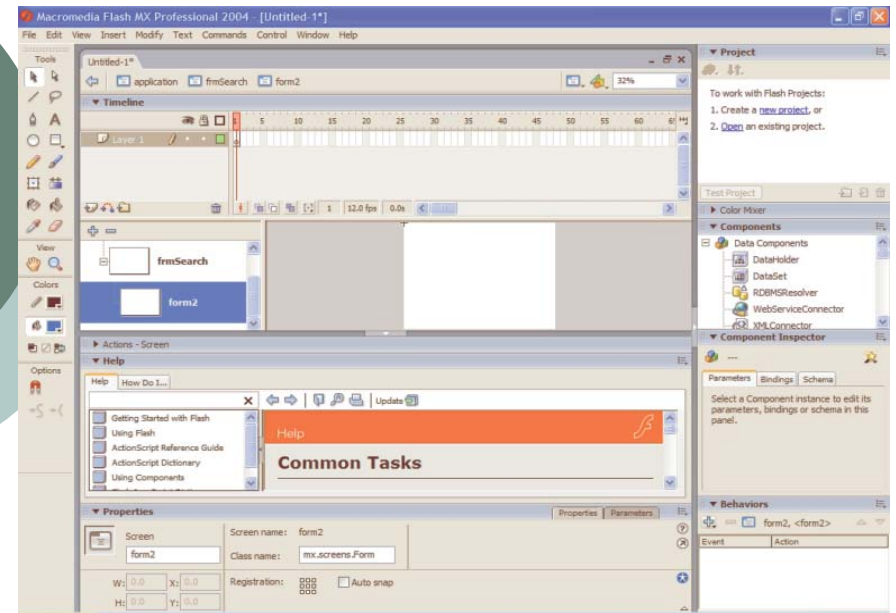 Macromedia Flash MX Professional 2004 - [Untitled-1*]
File Edit View Insert Modify Text Commands Control Window Help
Tools
View
Colors
Options
Untitled-1*
application frmSearch form2 32%
Timeline
1 5 10 15 20 25 30 35 40 45 50 55 60 65
Layer 1
1 12.0 fps 0.0s
frmSearch
form2
Actions - Screen
Help
Help How Do I...
Update
Getting Started with Flash
Using Flash
ActionScript Reference Guide
ActionScript Dictionary
Using Components
Help
Common Tasks
Properties
Properties Parameters
Screen
form2
Screen name: form2
Class name: mx.screens.Form
W: 0.0 X: 0.0
H: 0.0 Y: 0.0
Registration: Auto snap
Project
To work with Flash Projects:
1. Create a new project, or
2. Open an existing project.
Test Project
Color Mixer
Components
Data Components
DataHolder
DataSet
RDBMSResolver
WebServiceConnector
XMLConnector
Component Inspector
---
Parameters Bindings Schema
Select a Component instance to edit its
parameters, bindings or schema in this
panel.
Behaviors
form2, <form2>
Event Action